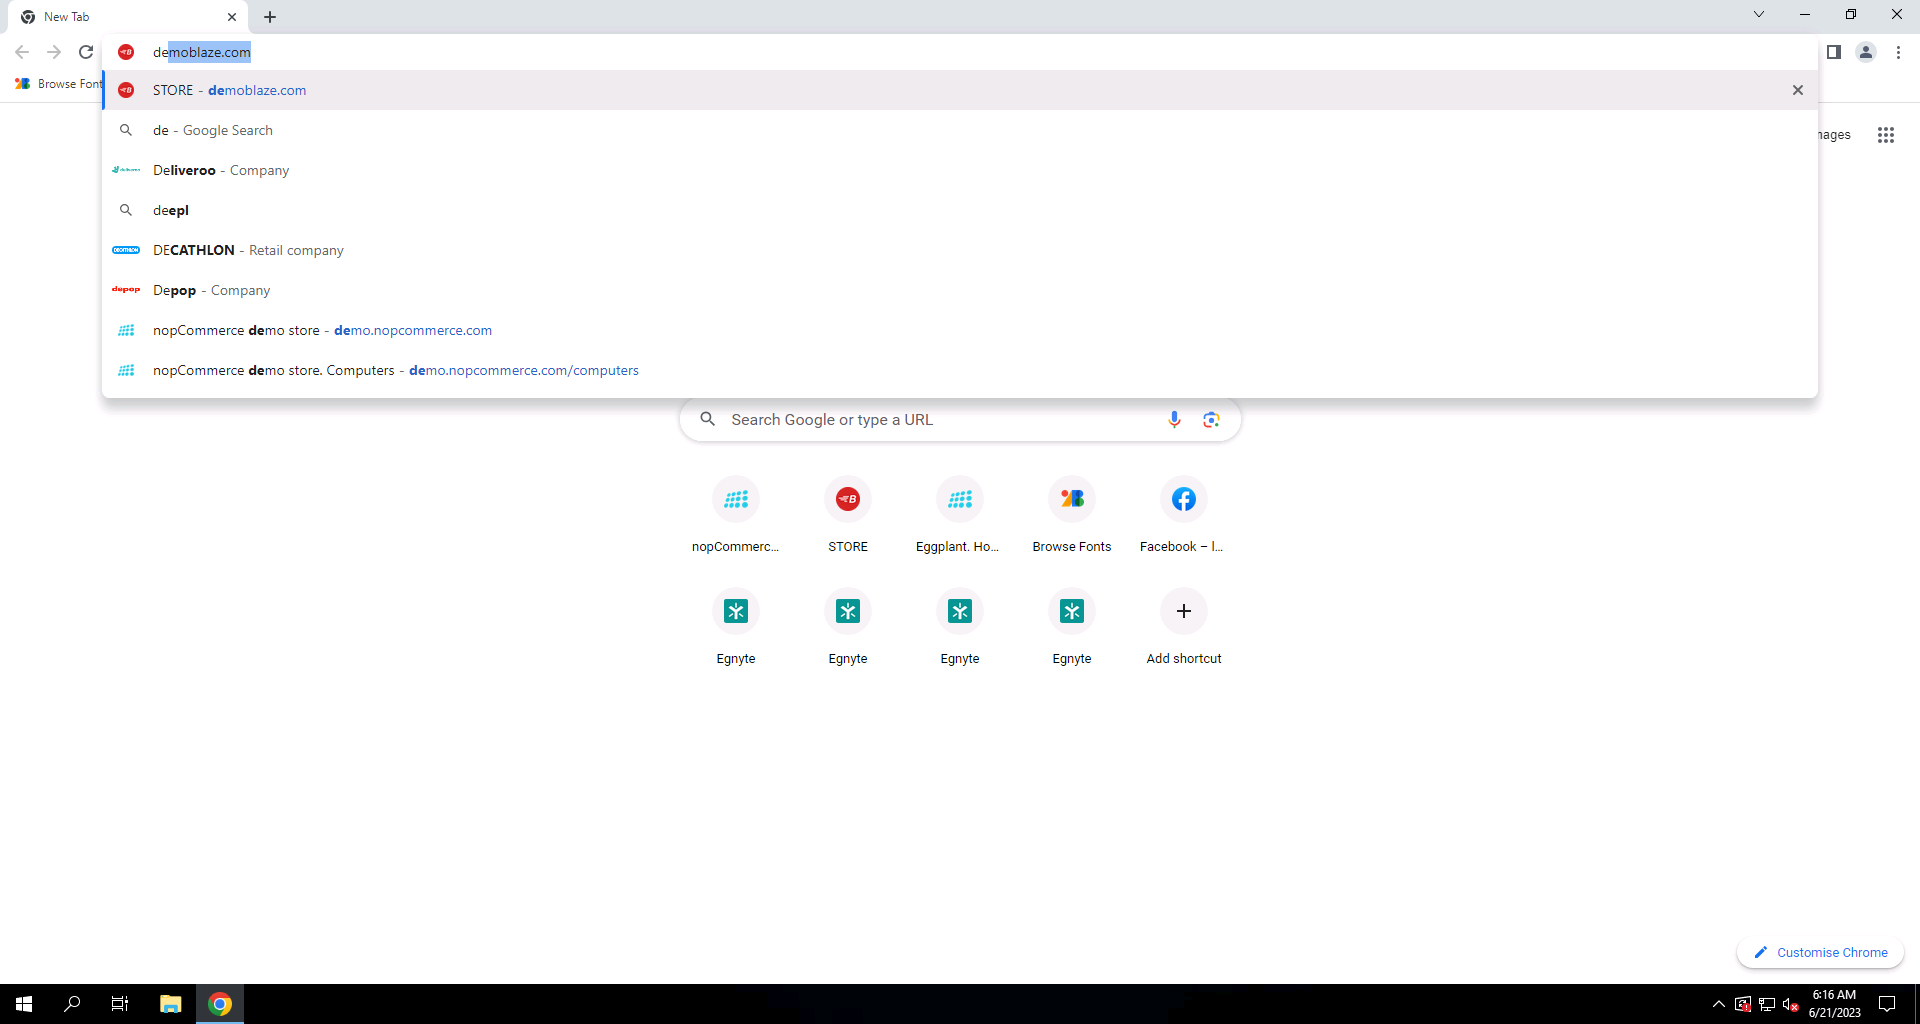 New Tab
demoblaze.com
Browse Font
STORE - demoblaze.com
de - Google Search
mages
Deliveroo - Company
deepl
DECATHLON
DECATHLON - Retail company
depop
Depop - Company
nopCommerce demo store - demo.nopcommerce.com
nopCommerce demo store. Computers - demo.nopcommerce.com/computers
Search Google or type a URL
nopCommerc...
STORE
Eggplant. Ho...
Browse Fonts
Facebook – l...
Egnyte
Egnyte
Egnyte
Egnyte
Add shortcut
Customise Chrome
6:16 AM
6/21/2023